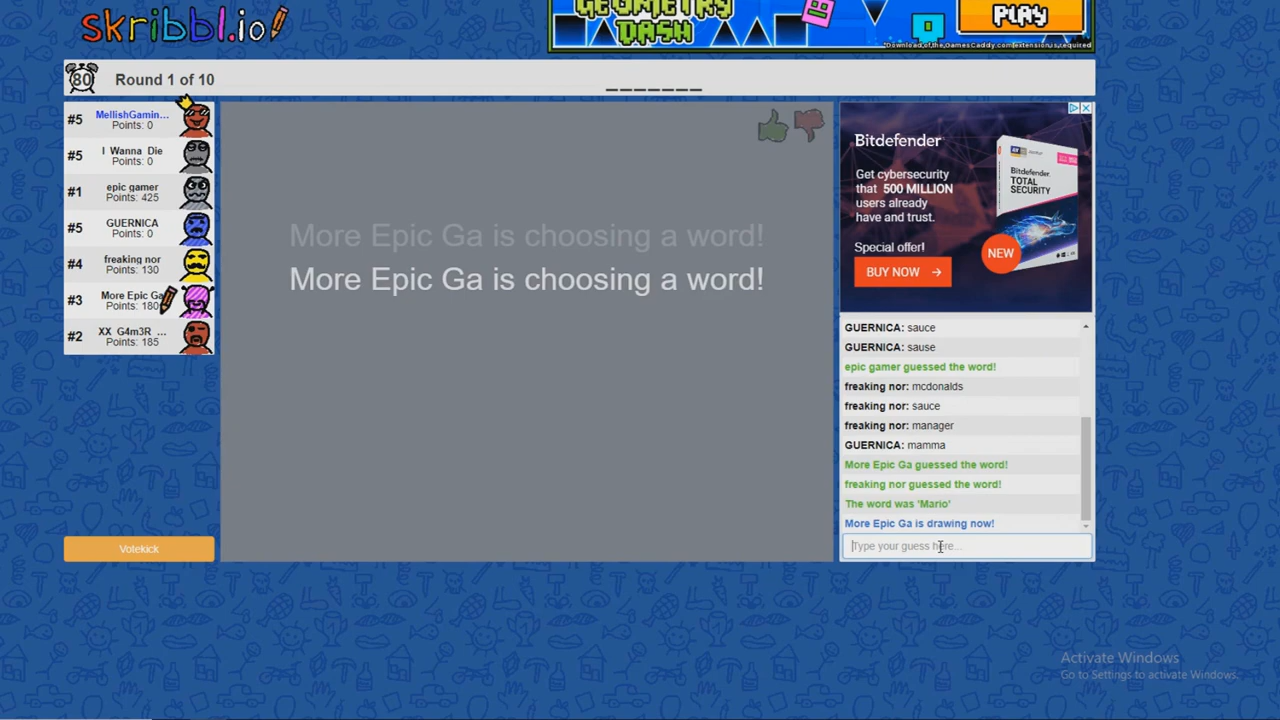 skribbl.io
GEOMETRY
DASH
PLAY
*Download of the GamesCaddy.com extension is required
80
Round 1 of 10
_______
#5
MellishGamin...
Points: 0
#5
I Wanna Die
Points: 0
#1
epic gamer
Points: 425
#5
GUERNICA
Points: 0
#4
freaking nor
Points: 130
#3
More Epic Ga
Points: 180
#2
XX G4m3R ...
Points: 185
Votekick
More Epic Ga is choosing a word!
More Epic Ga is choosing a word!
Bitdefender
Get cybersecurity
that 500 MILLION
users already
have and trust.
Special offer!
BUY NOW →
Bitdefender
TOTAL
SECURITY
NEW
GUERNICA: sauce
GUERNICA: sause
epic gamer guessed the word!
freaking nor: mcdonalds
freaking nor: sauce
freaking nor: manager
GUERNICA: mamma
More Epic Ga guessed the word!
freaking nor guessed the word!
The word was 'Mario'
More Epic Ga is drawing now!
Type your guess here...
Activate Windows
Go to Settings to activate Windows.